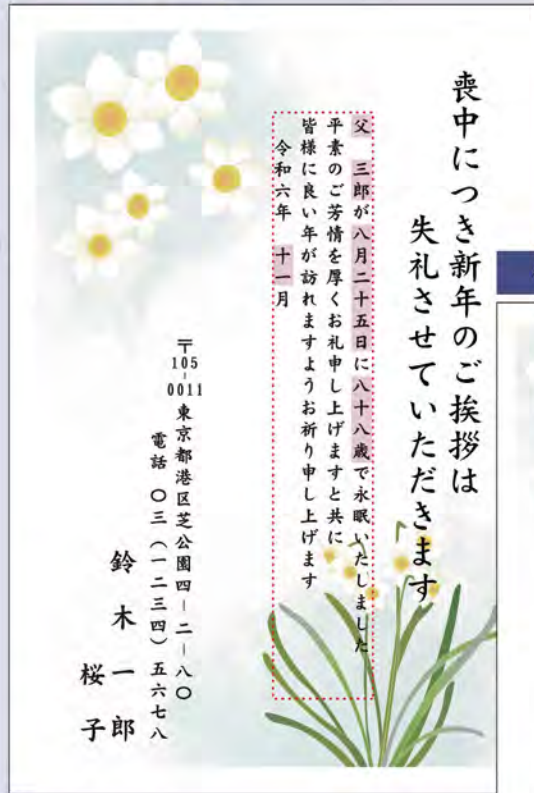 喪中につき新年のご挨拶は
失礼させていただきます
父 三郎が八月二十五日に八十八歳で永眠いたしました
平素のご芳情を厚くお礼申し上げますと共に
皆様に良い年が訪れますようお祈り申し上げます
令和六年 十一月
〒105-0011 東京都港区芝公園四-二-八〇
電話 〇三(一二三四)五六七八
鈴木一郎
桜子